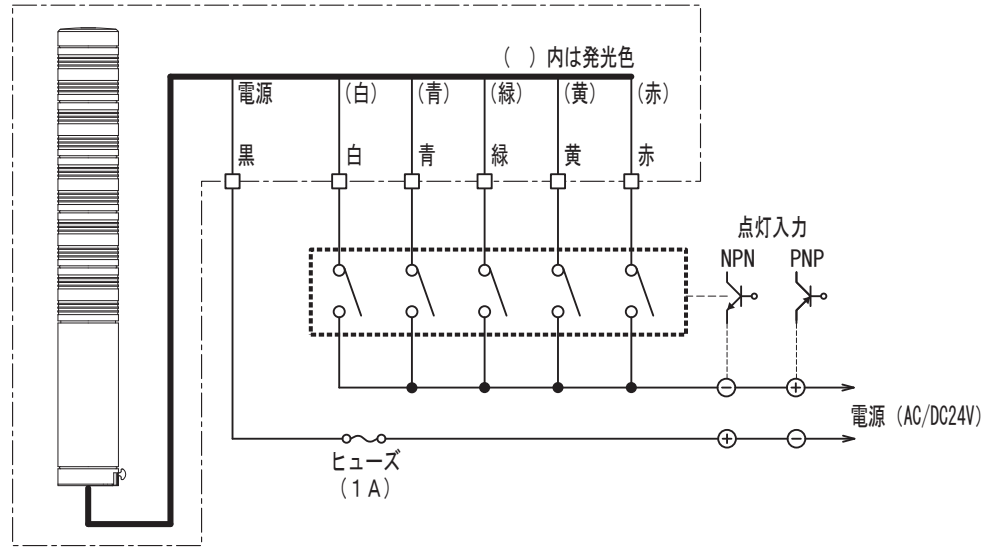 （ ）内は発光色
電源 （白） （青） （緑） （黄） （赤）
黒 白 青 緑 黄 赤
点灯入力
NPN PNP
電源（AC/DC24V）
ヒューズ
（1A）